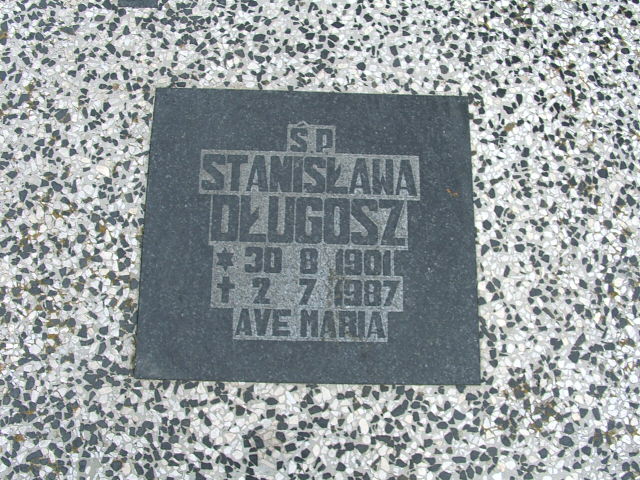 ŚP
STANISŁAWA
DŁUGOSZ
* 30 8 1901
✝ 2 7 1987
AVE MARIA